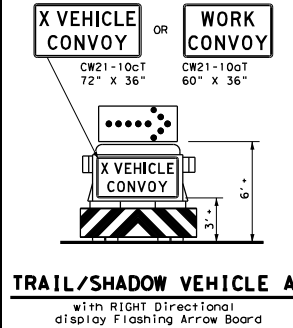 X VEHICLE
CONVOY
OR
WORK
CONVOY
CW21-10cT
72" X 36"
CW21-10aT
60" X 36"
X VEHICLE
CONVOY
3'+
6'+
TRAIL/SHADOW VEHICLE A
with RIGHT Directional
display Flashing Arrow Board